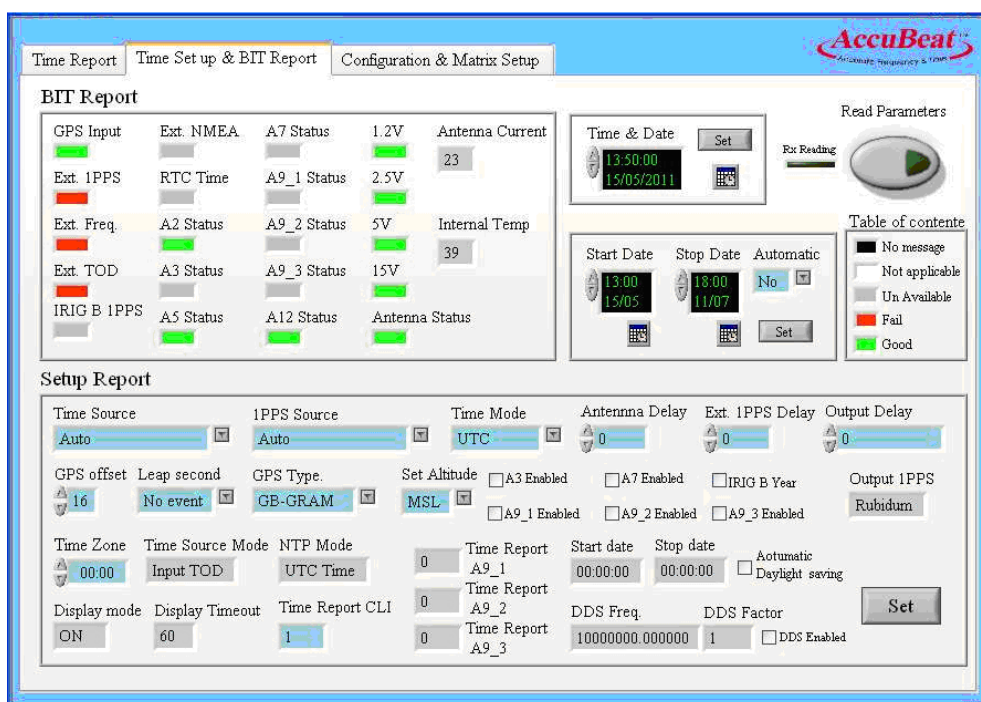 AccuBeat
Accurate Frequency & Time
Time Report
Time Set up & BIT Report
Configuration & Matrix Setup
BIT Report
GPS Input
Ext. NMEA
A7 Status
1.2V
Antenna Current
23
Ext. 1PPS
RTC Time
A9_1 Status
2.5V
Ext. Freq.
A2 Status
A9_2 Status
5V
Internal Temp
39
Ext. TOD
A3 Status
A9_3 Status
15V
IRIG B 1PPS
A5 Status
A12 Status
Antenna Status
Time & Date
Set
13:50:00
15/05/2011
Rx Reading
Read Parameters
Start Date
Stop Date
Automatic
13:00
15/05
18:00
11/07
No
Set
Table of contente
No message
Not applicable
Un Available
Fail
Good
Setup Report
Time Source
1PPS Source
Time Mode
Antennna Delay
Ext. 1PPS Delay
Output Delay
Auto
Auto
UTC
0
0
0
GPS offset
Leap second
GPS Type.
Set Altitude
A3 Enabled
A7 Enabled
IRIG B Year
Output 1PPS
16
No event
GB-GRAM
MSL
A9_1 Enabled
A9_2 Enabled
A9_3 Enabled
Rubidum
Time Zone
Time Source Mode
NTP Mode
0
Time Report
A9_1
Start date
Stop date
Aotumatic
Daylight saving
00:00
Input TOD
UTC Time
00:00:00
00:00:00
0
Time Report
A9_2
Display mode
Display Timeout
Time Report CLI
DDS Freq.
DDS Factor
Set
ON
60
1
0
Time Report
A9_3
10000000.000000
1
DDS Enabled